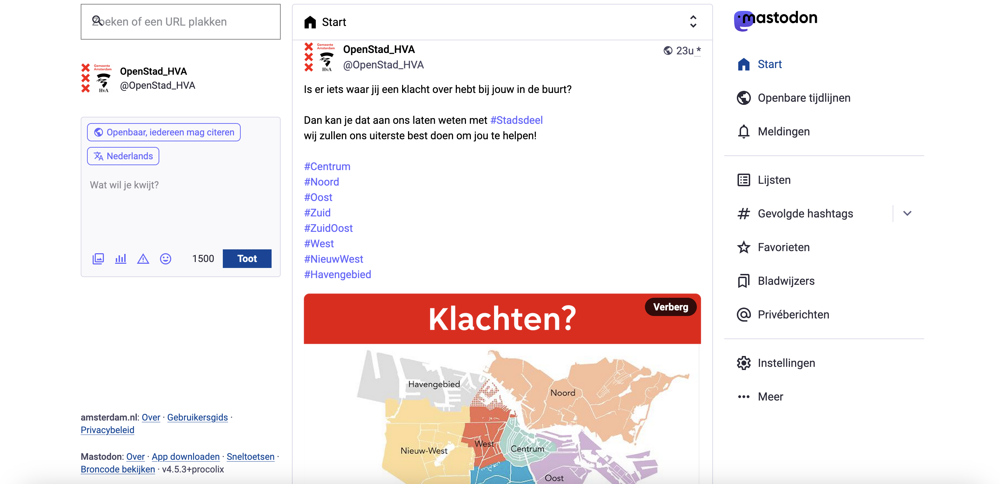 Zoeken of een URL plakken
Gemeente
Amsterdam
HvA
OpenStad_HVA
@OpenStad_HVA
Openbaar, iedereen mag citeren
Nederlands
Wat wil je kwijt?
1500
Toot
amsterdam.nl: Over · Gebruikersgids ·
Privacybeleid
Mastodon: Over · App downloaden · Sneltoetsen ·
Broncode bekijken · v4.5.3+procolix
Start
Gemeente
Amsterdam
HvA
OpenStad_HVA
@OpenStad_HVA
23u *
Is er iets waar jij een klacht over hebt bij jouw in de buurt?
Dan kan je dat aan ons laten weten met #Stadsdeel
wij zullen ons uiterste best doen om jou te helpen!
#Centrum
#Noord
#Oost
#Zuid
#ZuidOost
#West
#NieuwWest
#Havengebied
Klachten?
Verberg
Havengebied
Noord
West
Centrum
Nieuw-West
Oost
mastodon
Start
Openbare tijdlijnen
Meldingen
Lijsten
# Gevolgde hashtags
Favorieten
Bladwijzers
Privéberichten
Instellingen
Meer